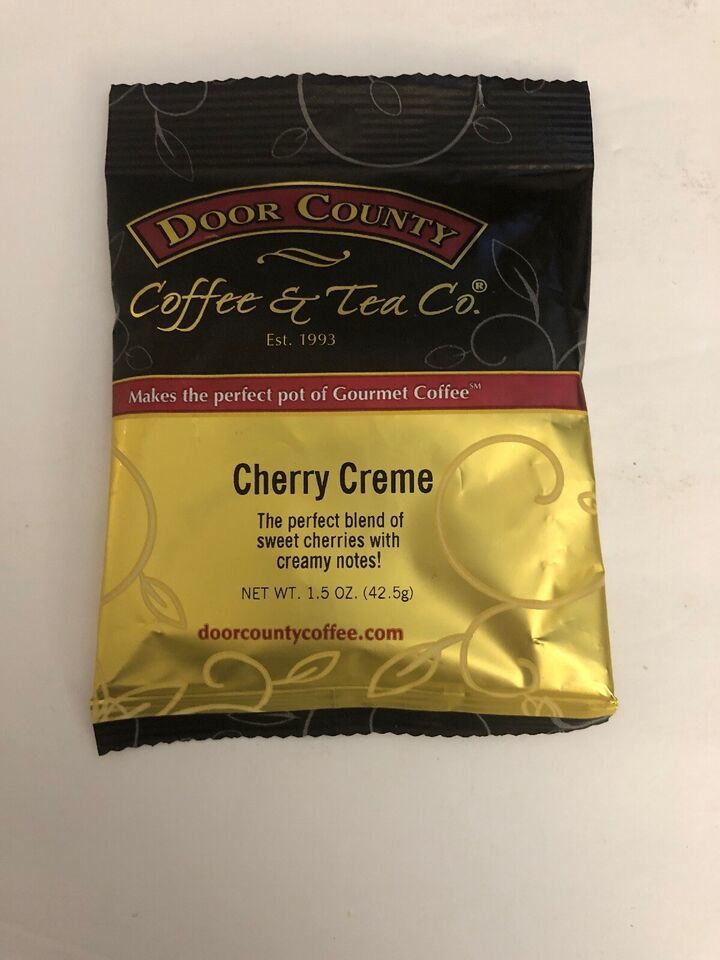 DOOR COUNTY
Coffee & Tea Co.®
Est. 1993
Makes the perfect pot of Gourmet Coffee℠
Cherry Creme
The perfect blend of
sweet cherries with
creamy notes!
NET WT. 1.5 OZ. (42.5g)
doorcountycoffee.com